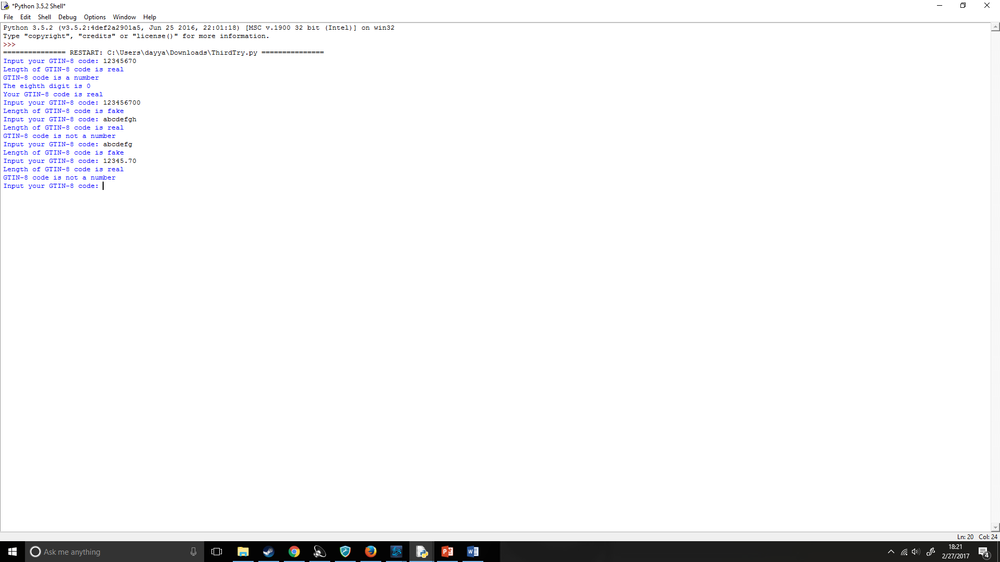 *Python 3.5.2 Shell*
File Edit Shell Debug Options Window Help
Python 3.5.2 (v3.5.2:4def2a2901a5, Jun 25 2016, 22:01:18) [MSC v.1900 32 bit (Intel)] on win32
Type "copyright", "credits" or "license()" for more information.
>>>
=============== RESTART: C:\Users\dayya\Downloads\ThirdTry.py ===============
Input your GTIN-8 code: 12345670
Length of GTIN-8 code is real
GTIN-8 code is a number
The eighth digit is 0
Your GTIN-8 code is real
Input your GTIN-8 code: 123456700
Length of GTIN-8 code is fake
Input your GTIN-8 code: abcdefgh
Length of GTIN-8 code is real
GTIN-8 code is not a number
Input your GTIN-8 code: abcdefg
Length of GTIN-8 code is fake
Input your GTIN-8 code: 12345.70
Length of GTIN-8 code is real
GTIN-8 code is not a number
Input your GTIN-8 code:
Ln: 20 Col: 24
Ask me anything
18:21
2/27/2017
4